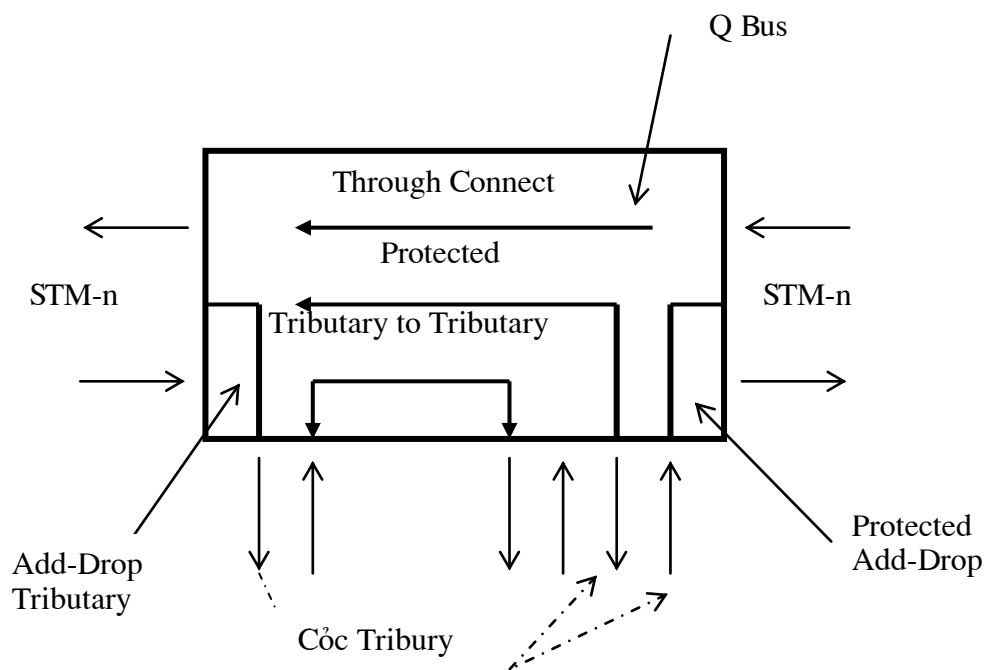 Q Bus
Through Connect
Protected
STM-n
STM-n
Tributary to Tributary
Protected
Add-Drop
Add-Drop
Tributary
Cỏc Tribury